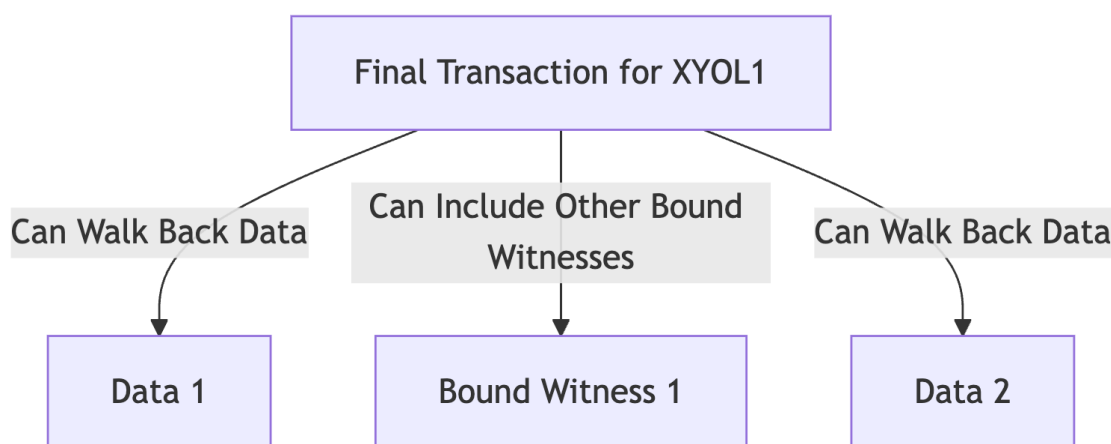 Final Transaction for XYOL1
Can Walk Back Data
Can Include Other Bound
Witnesses
Can Walk Back Data
Data 1
Bound Witness 1
Data 2